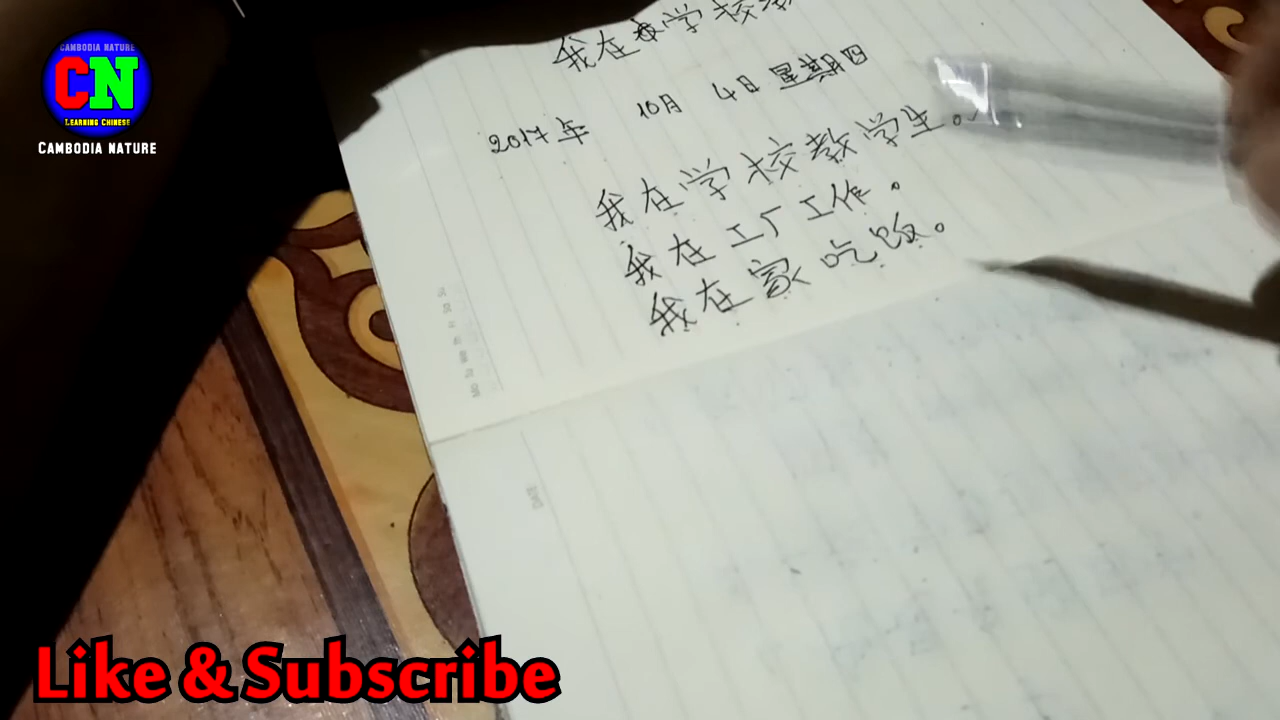 CAMBODIA NATURE
CN
LEARNING CHINESE
CAMBODIA NATURE
我在学校
2017年 10月 4日 星期四
我在学校教学生。
我在工厂工作。
我在家吃饭。
Like & Subscribe